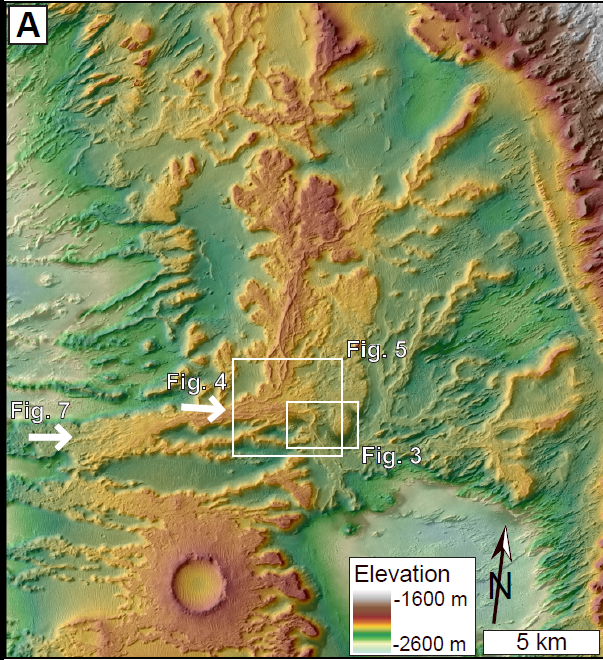 A
Fig. 5
Fig. 4
Fig. 7
Fig. 3
Elevation
-1600 m
-2600 m
N
5 km